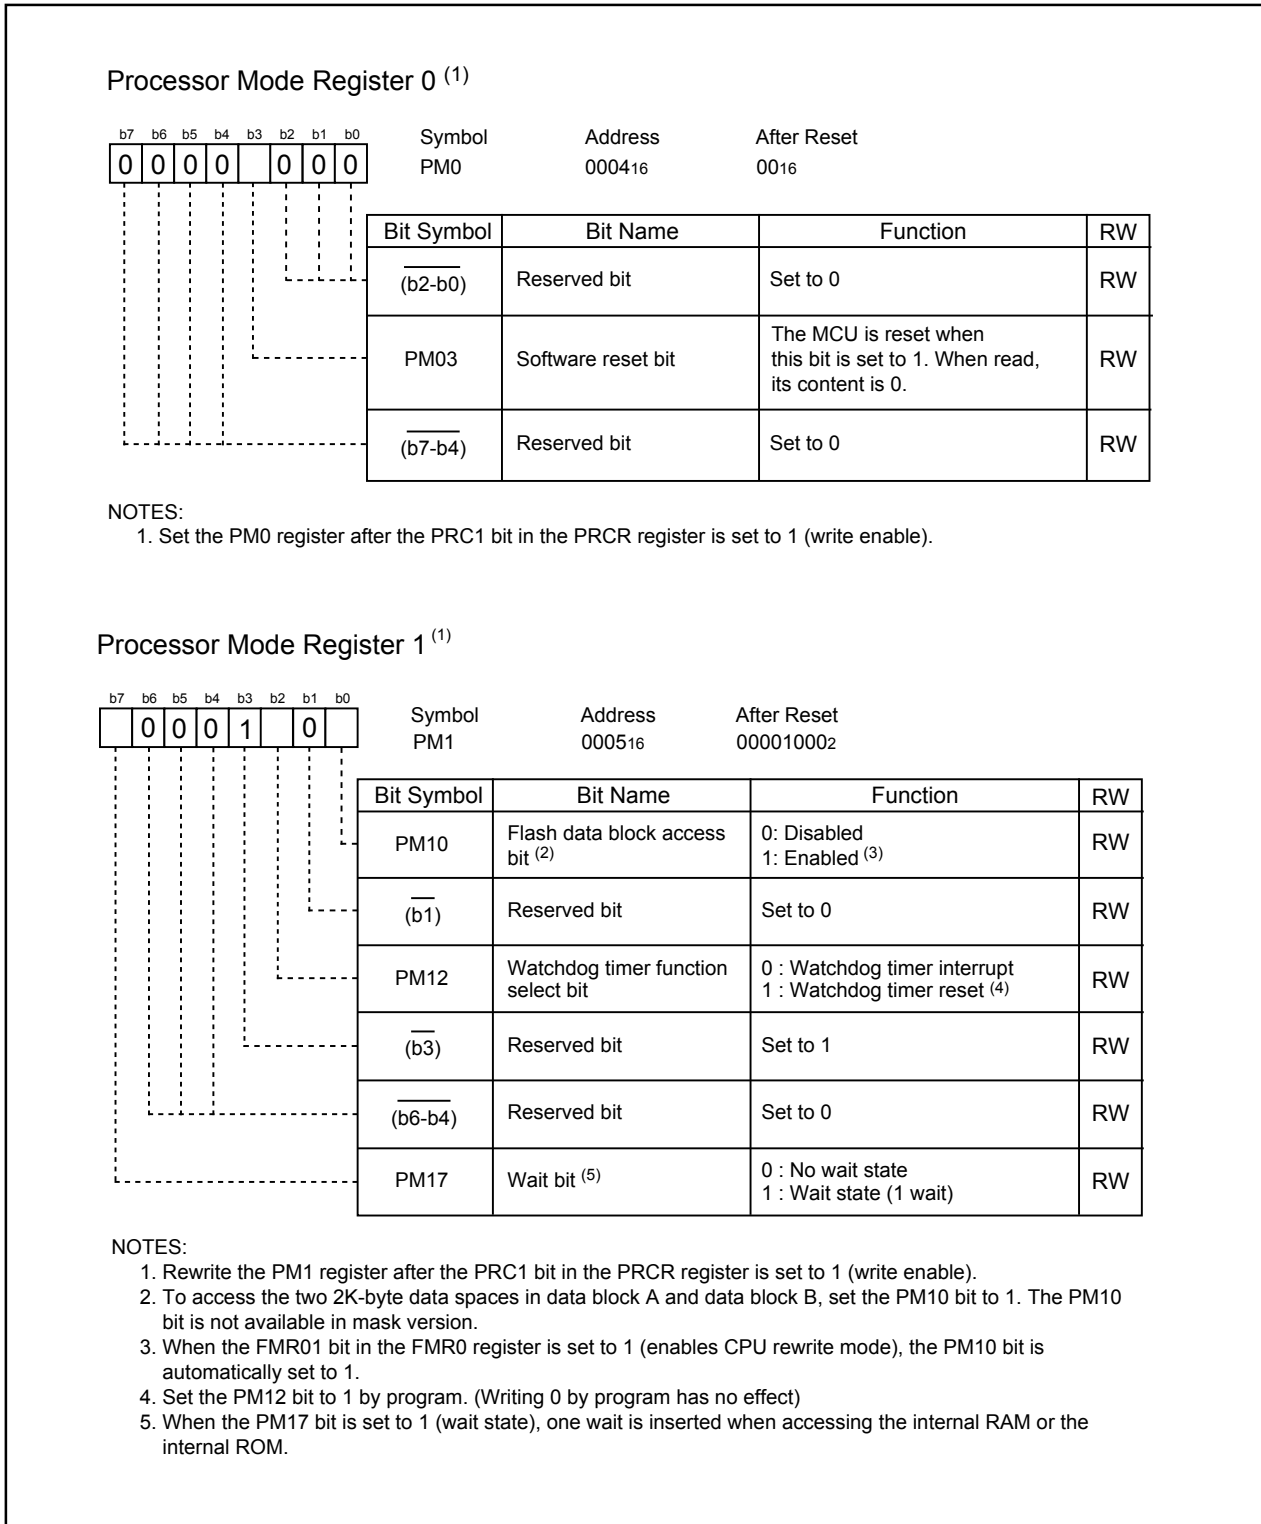 Processor Mode Register 0 (1)
b7 b6 b5 b4 b3 b2 b1 b0
Symbol Address After Reset
0 0 0 0 0 0 0
PM0 000416 0016
Bit Symbol Bit Name Function RW
(b2-b0) Reserved bit Set to 0 RW
PM03 Software reset bit The MCU is reset when
this bit is set to 1. When read,
its content is 0. RW
(b7-b4) Reserved bit Set to 0 RW
NOTES:
1. Set the PM0 register after the PRC1 bit in the PRCR register is set to 1 (write enable).
Processor Mode Register 1 (1)
b7 b6 b5 b4 b3 b2 b1 b0
Symbol Address After Reset
0 0 0 1 0
PM1 000516 000010002
Bit Symbol Bit Name Function RW
PM10 Flash data block access
bit (2) 0: Disabled
1: Enabled (3) RW
(b1) Reserved bit Set to 0 RW
PM12 Watchdog timer function
select bit 0 : Watchdog timer interrupt
1 : Watchdog timer reset (4) RW
(b3) Reserved bit Set to 1 RW
(b6-b4) Reserved bit Set to 0 RW
PM17 Wait bit (5) 0 : No wait state
1 : Wait state (1 wait) RW
NOTES:
1. Rewrite the PM1 register after the PRC1 bit in the PRCR register is set to 1 (write enable).
2. To access the two 2K-byte data spaces in data block A and data block B, set the PM10 bit to 1. The PM10
bit is not available in mask version.
3. When the FMR01 bit in the FMR0 register is set to 1 (enables CPU rewrite mode), the PM10 bit is
automatically set to 1.
4. Set the PM12 bit to 1 by program. (Writing 0 by program has no effect)
5. When the PM17 bit is set to 1 (wait state), one wait is inserted when accessing the internal RAM or the
internal ROM.